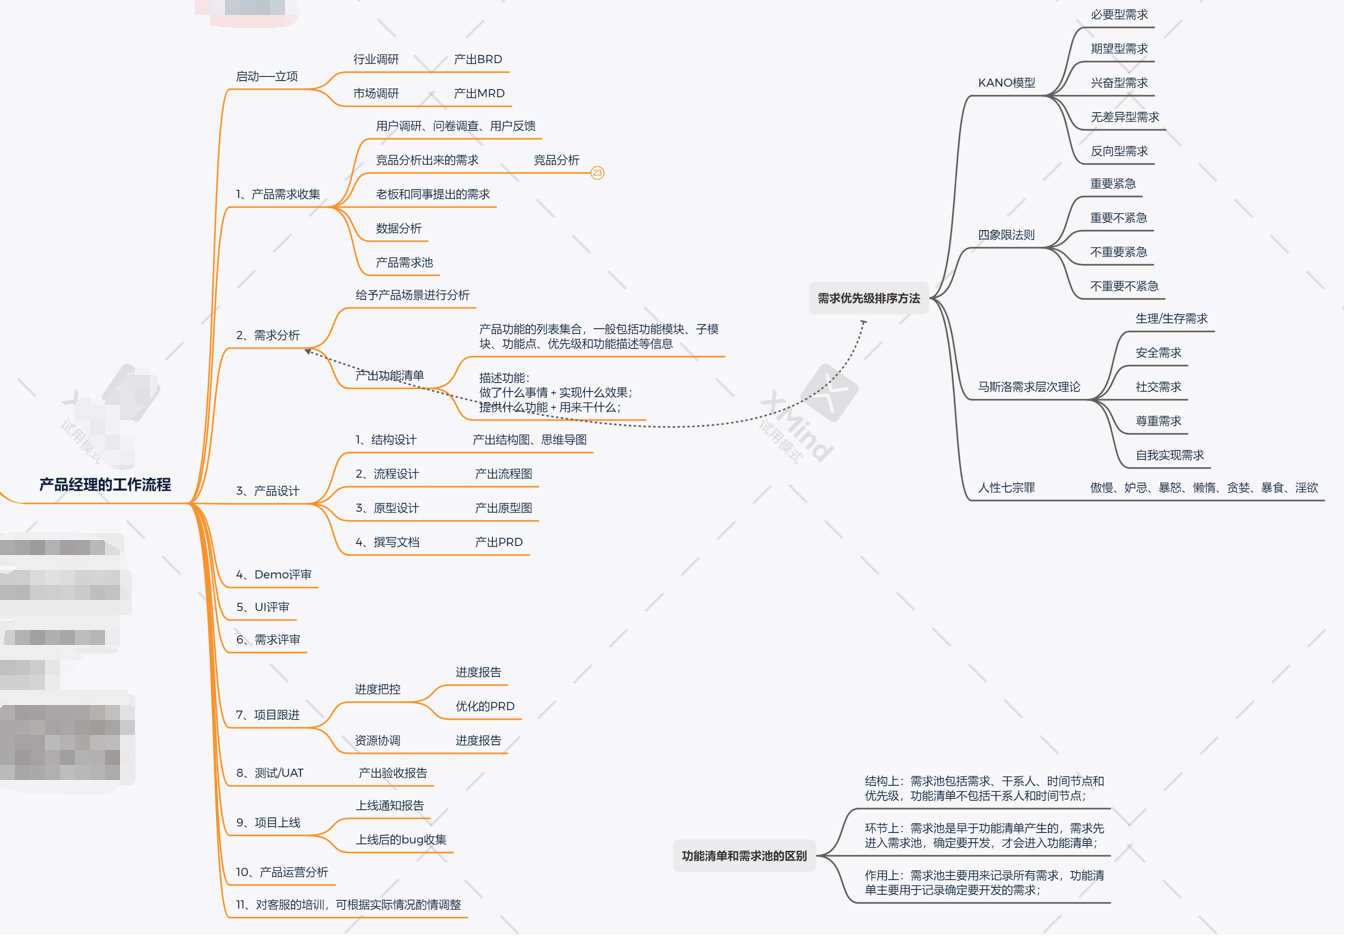 产品经理的工作流程
启动——立项
行业调研
产出BRD
市场调研
产出MRD
1、产品需求收集
用户调研、问卷调查、用户反馈
竞品分析出来的需求
竞品分析
23
老板和同事提出的需求
数据分析
产品需求池
2、需求分析
给予产品场景进行分析
产出功能清单
产品功能的列表集合，一般包括功能模块、子模
块、功能点、优先级和功能描述等信息
描述功能：
做了什么事情 + 实现什么效果；
提供什么功能 + 用来干什么；
3、产品设计
1、结构设计
产出结构图、思维导图
2、流程设计
产出流程图
3、原型设计
产出原型图
4、撰写文档
产出PRD
4、Demo评审
5、UI评审
6、需求评审
7、项目跟进
进度把控
进度报告
优化的PRD
资源协调
进度报告
8、测试/UAT
产出验收报告
9、项目上线
上线通知报告
上线后的bug收集
10、产品运营分析
11、对客服的培训，可根据实际情况酌情调整
需求优先级排序方法
KANO模型
必要型需求
期望型需求
兴奋型需求
无差异型需求
反向型需求
四象限法则
重要紧急
重要不紧急
不重要紧急
不重要不紧急
马斯洛需求层次理论
生理/生存需求
安全需求
社交需求
尊重需求
自我实现需求
人性七宗罪
傲慢、妒忌、暴怒、懒惰、贪婪、暴食、淫欲
功能清单和需求池的区别
结构上：需求池包括需求、干系人、时间节点和
优先级，功能清单不包括干系人和时间节点；
环节上：需求池是早于功能清单产生的，需求先
进入需求池，确定要开发，才会进入功能清单；
作用上：需求池主要用来记录所有需求，功能清
单主要用于记录确定要开发的需求；
XMind
试用模式
试用模式